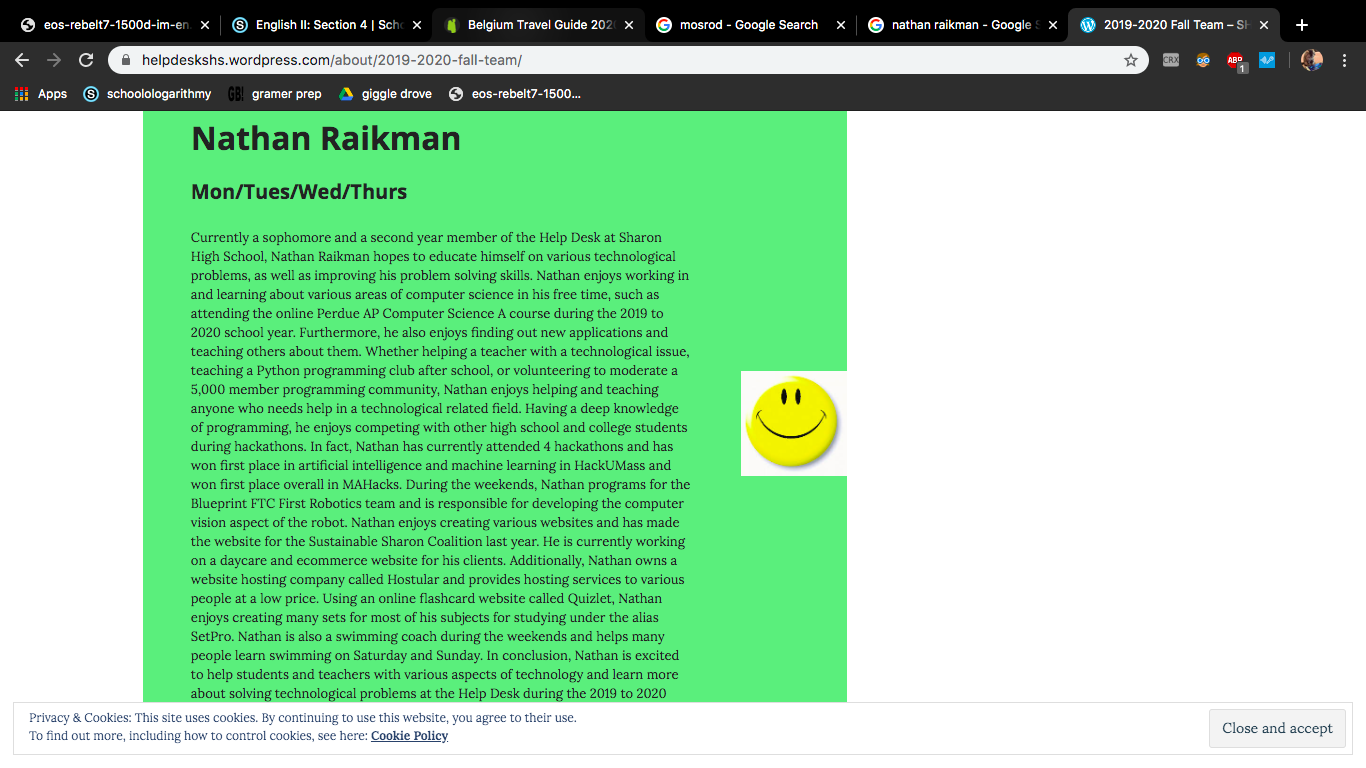 eos-rebelt7-1500d-im-en
English II: Section 4 | Scho
Belgium Travel Guide 202
mosrod - Google Search
nathan raikman - Google S
2019-2020 Fall Team – SH
helpdeskshs.wordpress.com/about/2019-2020-fall-team/
CRX
ABP
1
Apps
schoologarithmy
GB!
gramer prep
giggle drove
eos-rebelt7-1500...
Nathan Raikman
Mon/Tues/Wed/Thurs
Currently a sophomore and a second year member of the Help Desk at Sharon
High School, Nathan Raikman hopes to educate himself on various technological
problems, as well as improving his problem solving skills. Nathan enjoys working in
and learning about various areas of computer science in his free time, such as
attending the online Perdue AP Computer Science A course during the 2019 to
2020 school year. Furthermore, he also enjoys finding out new applications and
teaching others about them. Whether helping a teacher with a technological issue,
teaching a Python programming club after school, or volunteering to moderate a
5,000 member programming community, Nathan enjoys helping and teaching
anyone who needs help in a technological related field. Having a deep knowledge
of programming, he enjoys competing with other high school and college students
during hackathons. In fact, Nathan has currently attended 4 hackathons and has
won first place in artificial intelligence and machine learning in HackUMass and
won first place overall in MAHacks. During the weekends, Nathan programs for the
Blueprint FTC First Robotics team and is responsible for developing the computer
vision aspect of the robot. Nathan enjoys creating various websites and has made
the website for the Sustainable Sharon Coalition last year. He is currently working
on a daycare and ecommerce website for his clients. Additionally, Nathan owns a
website hosting company called Hostular and provides hosting services to various
people at a low price. Using an online flashcard website called Quizlet, Nathan
enjoys creating many sets for most of his subjects for studying under the alias
SetPro. Nathan is also a swimming coach during the weekends and helps many
people learn swimming on Saturday and Sunday. In conclusion, Nathan is excited
to help students and teachers with various aspects of technology and learn more
about solving technological problems at the Help Desk during the 2019 to 2020
Privacy & Cookies: This site uses cookies. By continuing to use this website, you agree to their use.
To find out more, including how to control cookies, see here: Cookie Policy
Close and accept